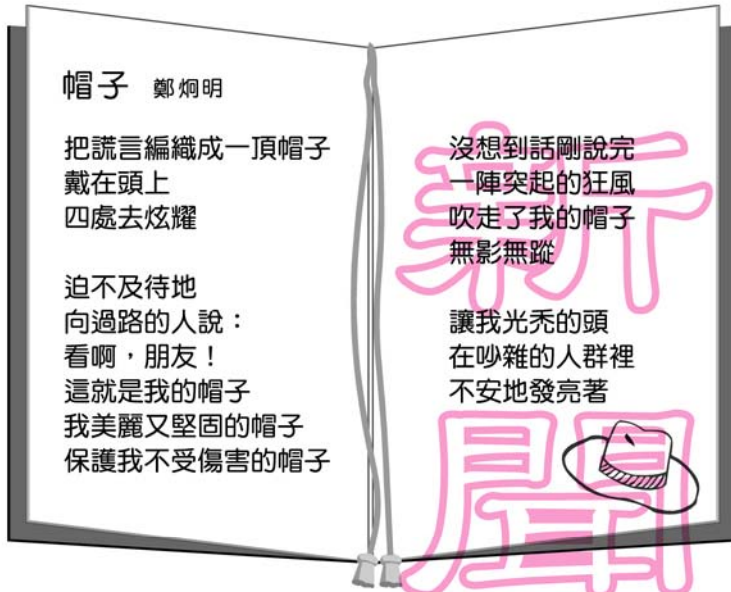 帽子 鄭炯明
把謊言編織成一頂帽子
戴在頭上
四處去炫耀
迫不及待地
向過路的人說：
看啊，朋友！
這就是我的帽子
我美麗又堅固的帽子
保護我不受傷害的帽子
沒想到話剛說完
一陣突起的狂風
吹走了我的帽子
無影無蹤
讓我光禿的頭
在吵雜的人群裡
不安地發亮著
新聞